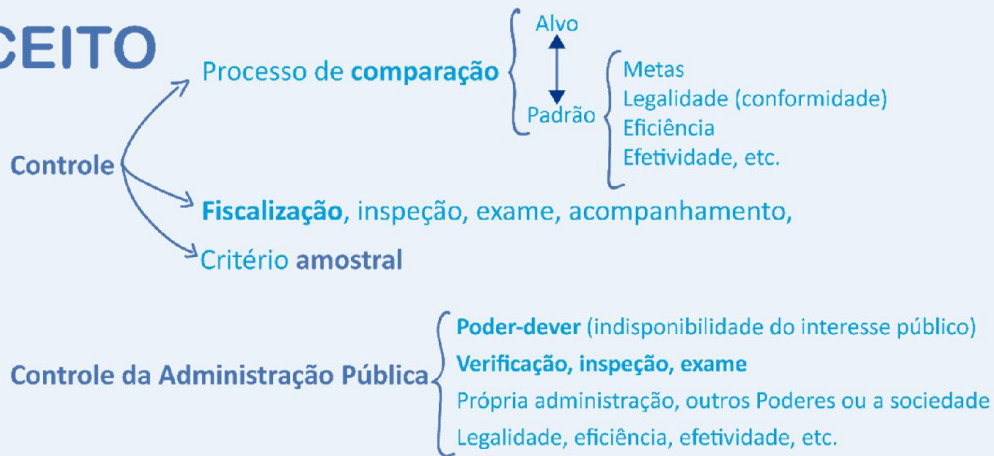 CEITO
Processo de comparação
Alvo
Padrão
Metas
Legalidade (conformidade)
Eficiência
Efetividade, etc.
Controle
Fiscalização, inspeção, exame, acompanhamento,
Critério amostral
Controle da Administração Pública
Poder-dever (indisponibilidade do interesse público)
Verificação, inspeção, exame
Própria administração, outros Poderes ou a sociedade
Legalidade, eficiência, efetividade, etc.